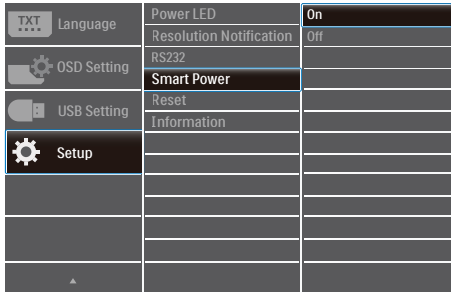 TXT
Language
OSD Setting
USB Setting
Setup
Power LED
Resolution Notification
RS232
Smart Power
Reset
Information
On
Off